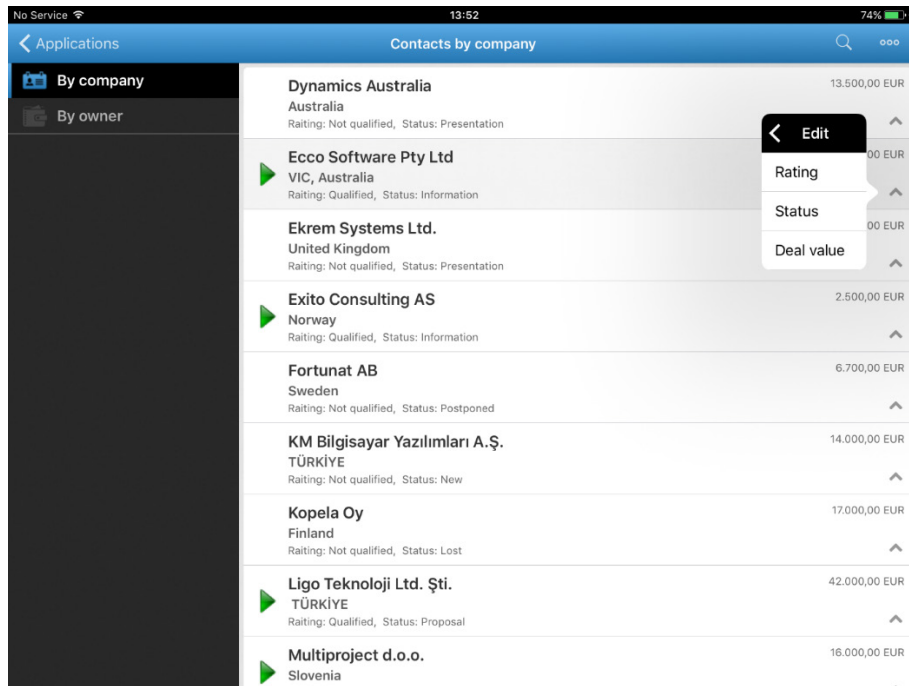 No Service
13:52
74%
Applications
Contacts by company
By company
By owner
Dynamics Australia
13.500,00 EUR
Australia
Raiting: Not qualified, Status: Presentation
Edit
Rating
Status
Deal value
Ecco Software Pty Ltd
00 EUR
VIC, Australia
Raiting: Qualified, Status: Information
Ekrem Systems Ltd.
00 EUR
United Kingdom
Raiting: Not qualified, Status: Presentation
Exito Consulting AS
2.500,00 EUR
Norway
Raiting: Qualified, Status: Information
Fortunat AB
6.700,00 EUR
Sweden
Raiting: Not qualified, Status: Postponed
KM Bilgisayar Yazılımları A.Ş.
14.000,00 EUR
TÜRKİYE
Raiting: Not qualified, Status: New
Kopela Oy
17.000,00 EUR
Finland
Raiting: Not qualified, Status: Lost
Ligo Teknoloji Ltd. Şti.
42.000,00 EUR
TÜRKİYE
Raiting: Qualified, Status: Proposal
Multiproject d.o.o.
16.000,00 EUR
Slovenia